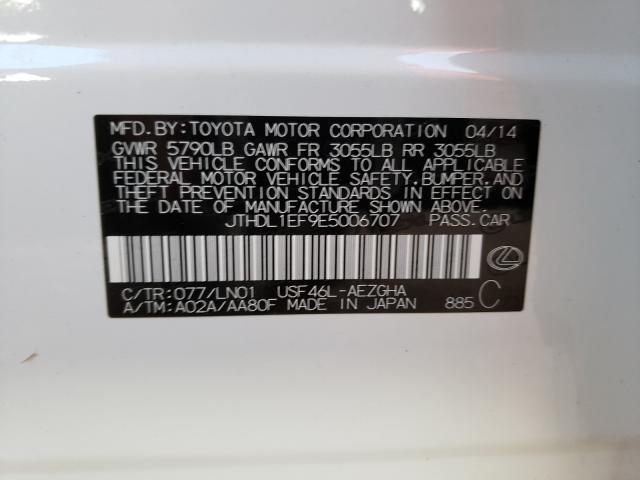 MFD.BY:TOYOTA MOTOR CORPORATION 04/14
GVWR 5790LB GAWR FR 3055LB RR 3055LB
THIS VEHICLE CONFORMS TO ALL APPLICABLE
FEDERAL MOTOR VEHICLE SAFETY,BUMPER,AND
THEFT PREVENTION STANDARDS IN EFFECT ON
THE DATE OF MANUFACTURE SHOWN ABOVE.
JTHDL1EF9E5006707 PASS.CAR
C/TR:077/LN01 USF46L-AEZGHA
A/TM:A02A/AA80F MADE IN JAPAN 885 C